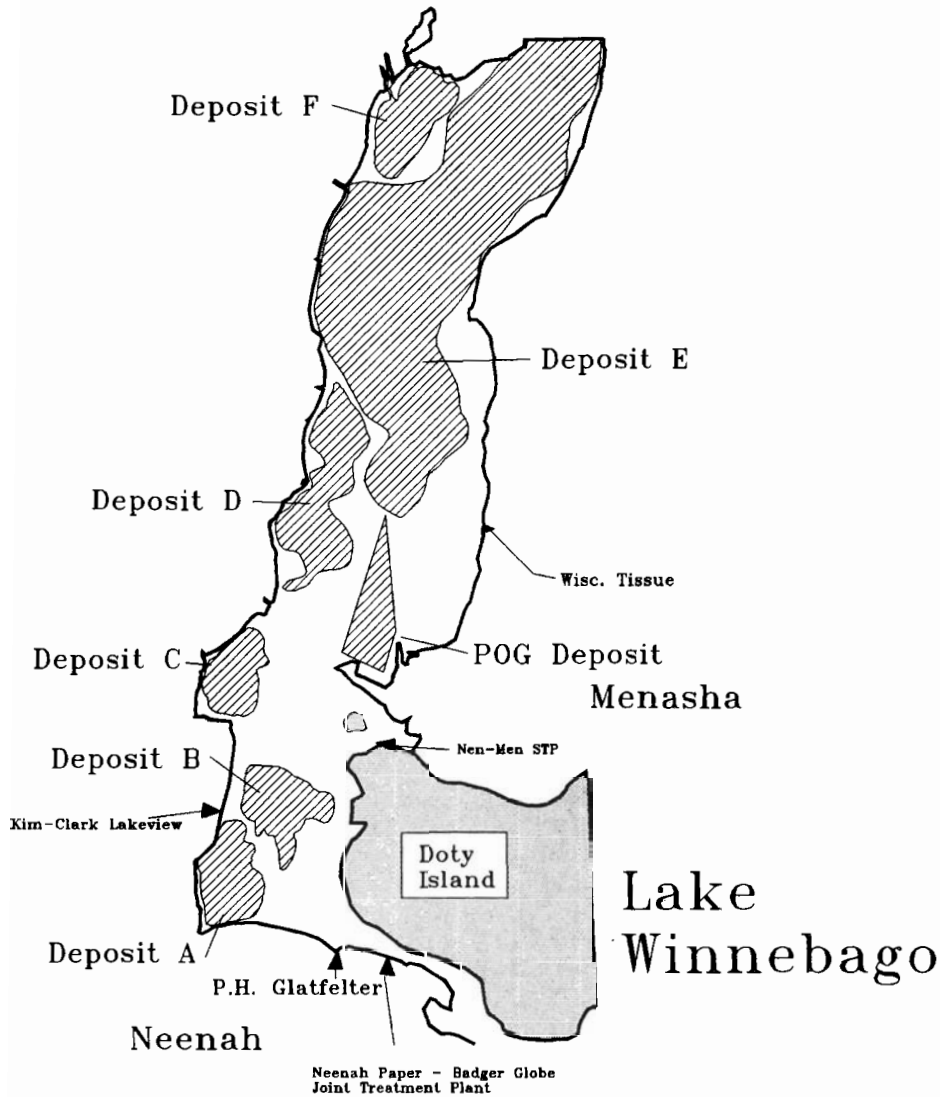 Deposit F
Deposit E
Deposit D
Wisc. Tissue
Deposit C
POG Deposit
Menasha
Nen-Men STP
Deposit B
Kim-Clark Lakeview
Doty
Island
Lake
Winnebago
Deposit A
P.H. Glatfelter
Neenah
Neenah Paper - Badger Globe
Joint Treatment Plant